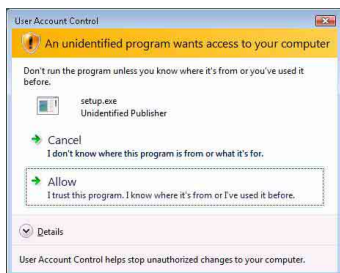 User Account Control
An unidentified program wants access to your computer
Don't run the program unless you know where it's from or you've used it
before.
setup.exe
Unidentified Publisher
Cancel
I don't know where this program is from or what it's for.
Allow
I trust this program. I know where it's from or I've used it before.
Details
User Account Control helps stop unauthorized changes to your computer.